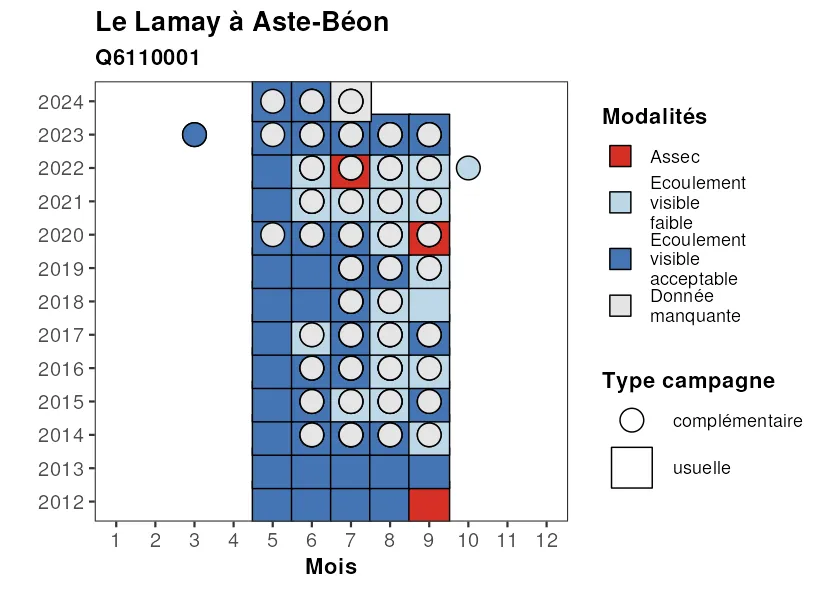 Le Lamay à Aste-Béon
Q6110001
2024
2023
2022
2021
2020
2019
2018
2017
2016
2015
2014
2013
2012
1 2 3 4 5 6 7 8 9 10 11 12
Mois
Modalités
Assec
Ecoulement
visible
faible
Ecoulement
visible
acceptable
Donnée
manquante
Type campagne
complémentaire
usuelle